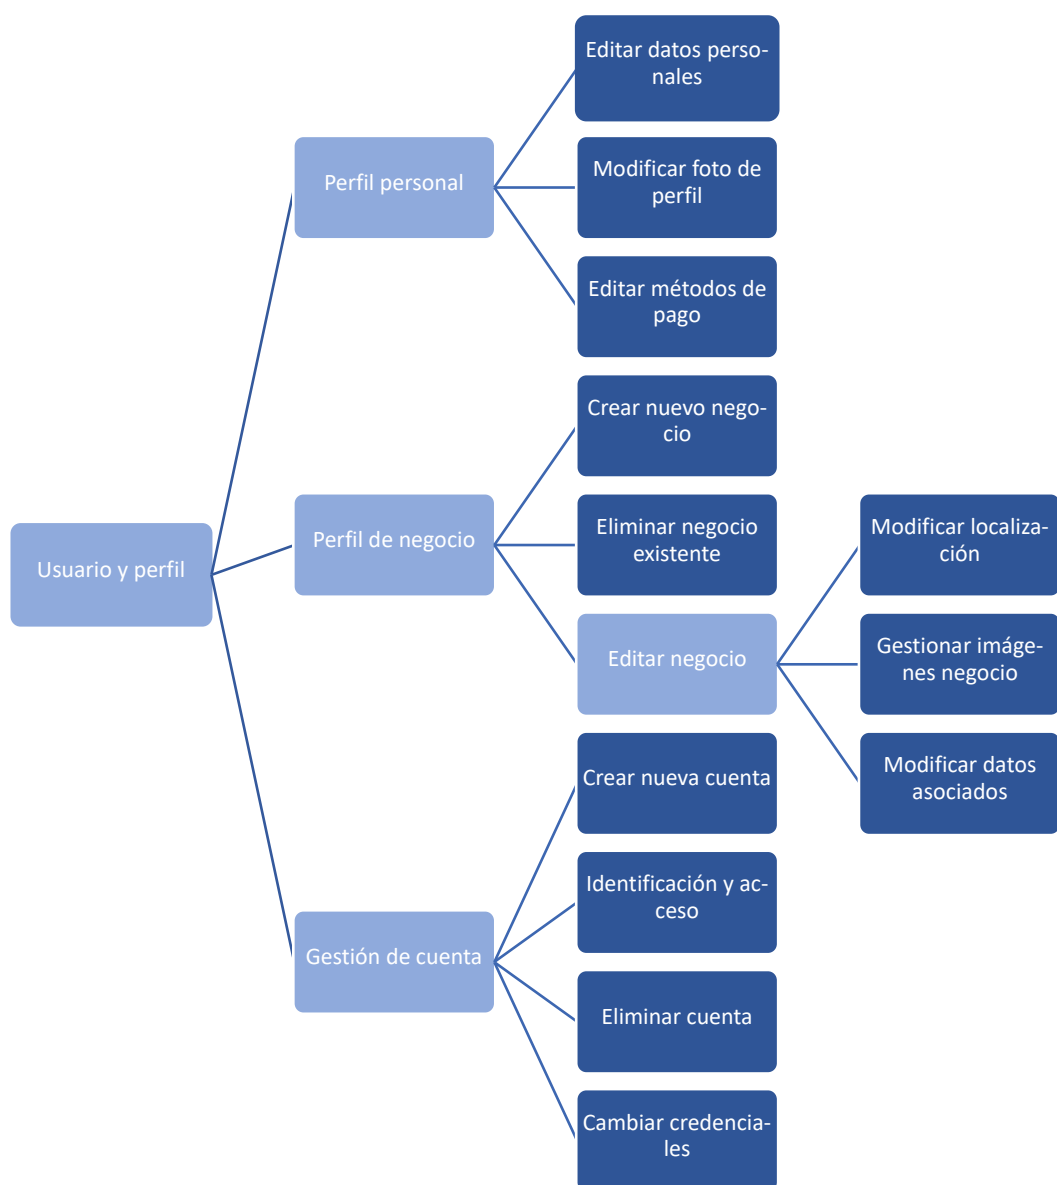 Editar datos perso-
nales
Perfil personal
Modificar foto de
perfil
Editar métodos de
pago
Crear nuevo nego-
cio
Usuario y perfil
Perfil de negocio
Eliminar negocio
existente
Modificar localiza-
ción
Editar negocio
Gestionar imáge-
nes negocio
Modificar datos
asociados
Crear nueva cuenta
Identificación y ac-
ceso
Gestión de cuenta
Eliminar cuenta
Cambiar credencia-
les